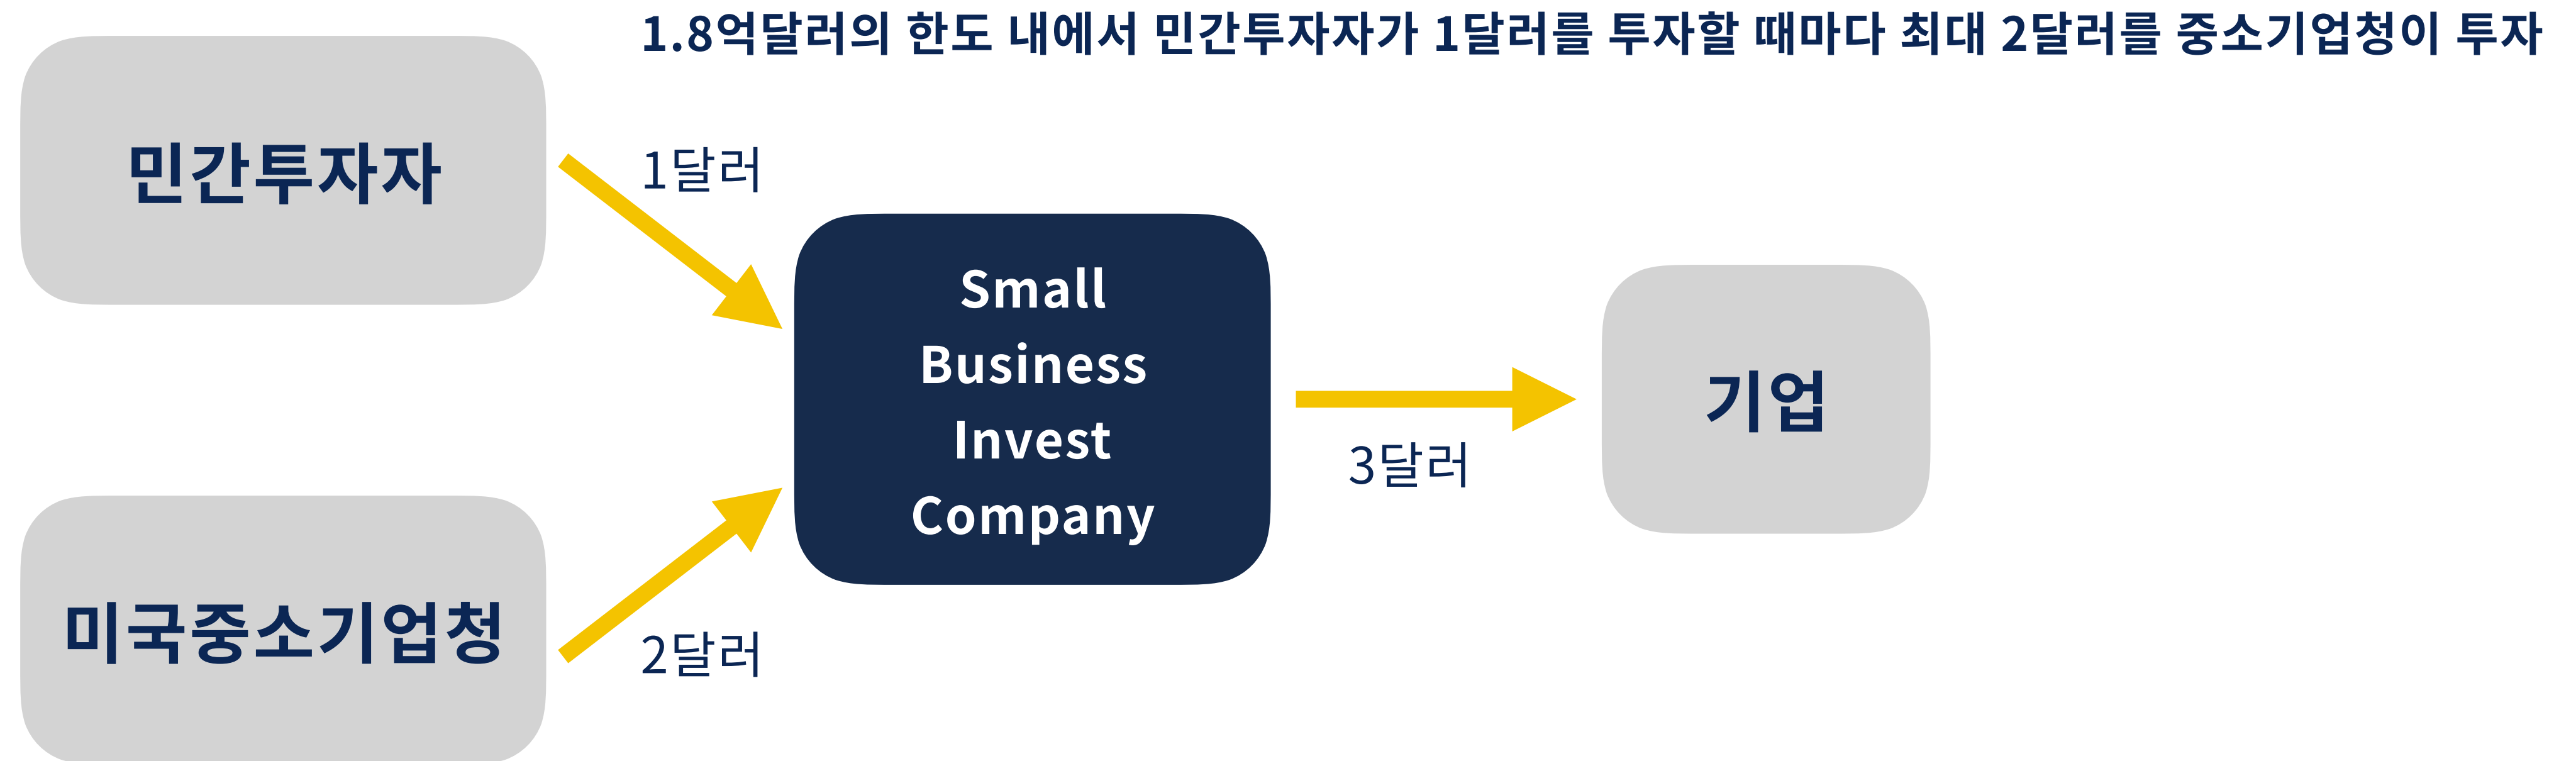 1.8억달러의 한도 내에서 민간투자자가 1달러를 투자할 때마다 최대 2달러를 중소기업청이 투자
민간투자자
1달러
Small
Business
Invest
Company
3달러
기업
미국중소기업청
2달러